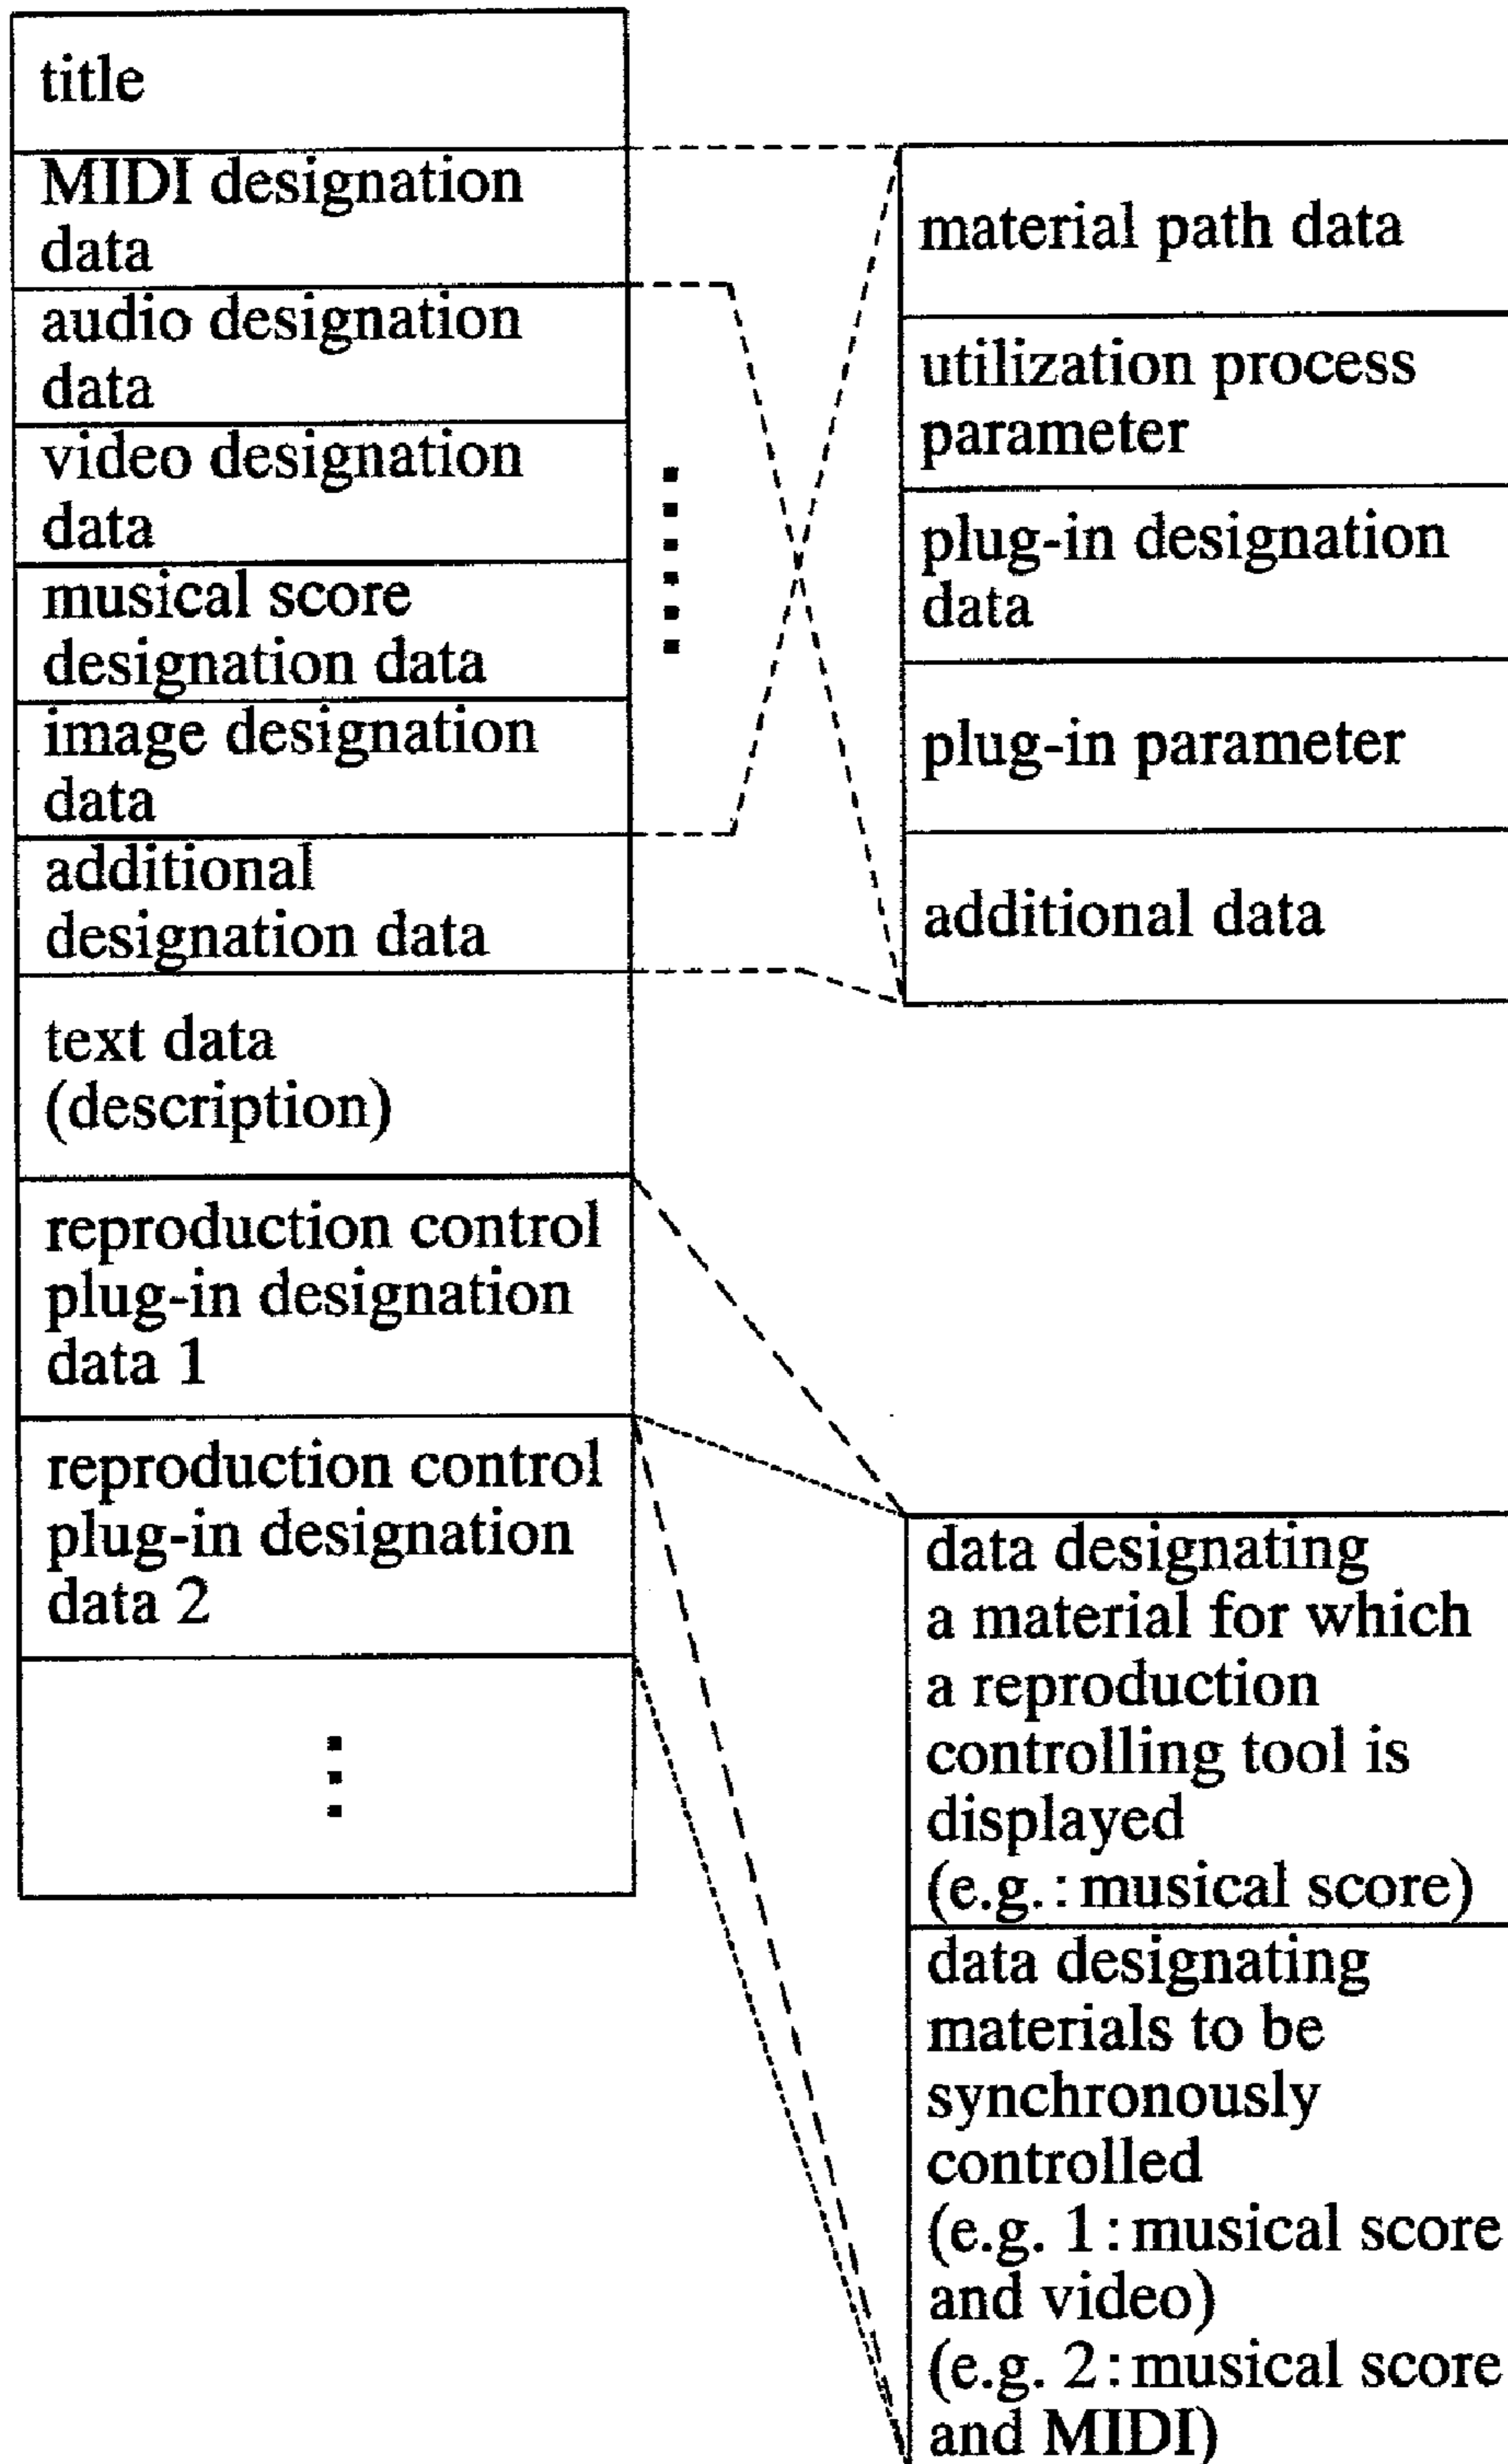 title
MIDI designation
data
audio designation
data
video designation
data
musical score
designation data
image designation
data
additional
designation data
text data
(description)
reproduction control
plug-in designation
data 1
reproduction control
plug-in designation
data 2
material path data
utilization process
parameter
plug-in designation
data
plug-in parameter
additional data
data designating
a material for which
a reproduction
controlling tool is
displayed
(e.g.: musical score)
data designating
materials to be
synchronously
controlled
(e.g. 1: musical score
and video)
(e.g. 2: musical score
and MIDI)